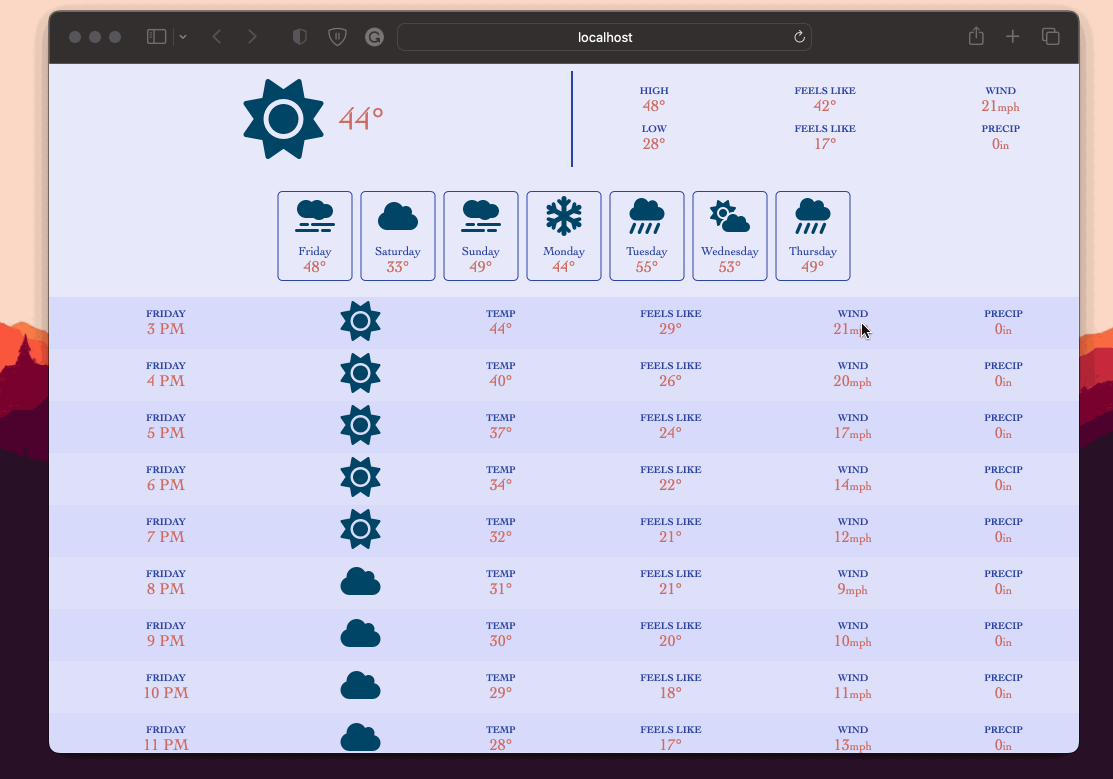 localhost
44°
HIGH FEELS LIKE WIND
48° 42° 21mph
LOW FEELS LIKE PRECIP
28° 17° 0in
Friday Saturday Sunday Monday Tuesday Wednesday Thursday
48° 33° 49° 44° 55° 53° 49°
FRIDAY TEMP FEELS LIKE WIND PRECIP
3 PM 44° 29° 21mph 0in
FRIDAY TEMP FEELS LIKE WIND PRECIP
4 PM 40° 26° 20mph 0in
FRIDAY TEMP FEELS LIKE WIND PRECIP
5 PM 37° 24° 17mph 0in
FRIDAY TEMP FEELS LIKE WIND PRECIP
6 PM 34° 22° 14mph 0in
FRIDAY TEMP FEELS LIKE WIND PRECIP
7 PM 32° 21° 12mph 0in
FRIDAY TEMP FEELS LIKE WIND PRECIP
8 PM 31° 21° 9mph 0in
FRIDAY TEMP FEELS LIKE WIND PRECIP
9 PM 30° 20° 10mph 0in
FRIDAY TEMP FEELS LIKE WIND PRECIP
10 PM 29° 18° 11mph 0in
FRIDAY TEMP FEELS LIKE WIND PRECIP
11 PM 28° 17° 13mph 0in